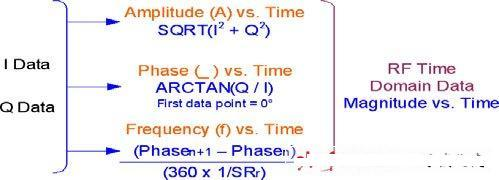 Amplitude (A) vs. Time
SQRT(I² + Q²)
I Data
Q Data
Phase (_) vs. Time
ARCTAN(Q / I)
First data point = 0°
Frequency (f) vs. Time
(Phasen+1 – Phasen)
(360 x 1/SRr)
RF Time
Domain Data
Magnitude vs. Time